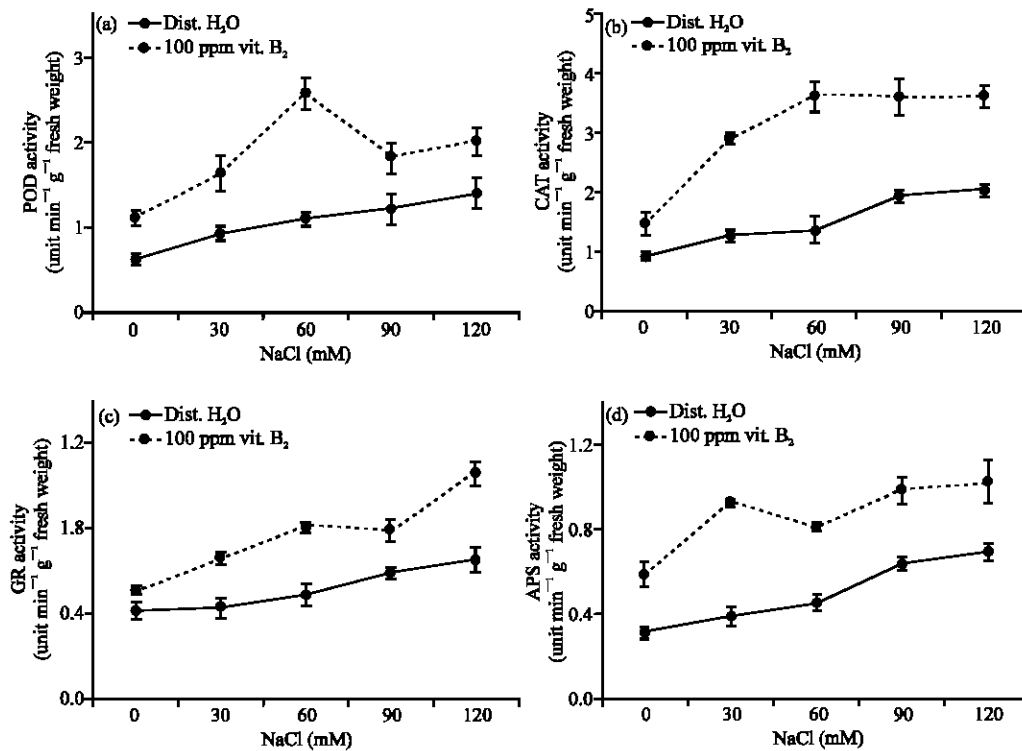 (a)
Dist. H₂O
100 ppm vit. B₂
3
2
1
0
POD activity
(unit min⁻¹ g⁻¹ fresh weight)
0 30 60 90 120
NaCl (mM)
(b)
Dist. H₂O
100 ppm vit. B₂
5
4
3
2
1
0
CAT activity
(unit min⁻¹ g⁻¹ fresh weight)
0 30 60 90 120
NaCl (mM)
(c)
Dist. H₂O
100 ppm vit. B₂
1.2
1.8
0.4
0.0
GR activity
(unit min⁻¹ g⁻¹ fresh weight)
0 30 60 90 120
NaCl (mM)
(d)
Dist. H₂O
100 ppm vit. B₂
1.2
0.8
0.4
0.0
APS activity
(unit min⁻¹ g⁻¹ fresh weight)
0 30 60 90 120
NaCl (mM)